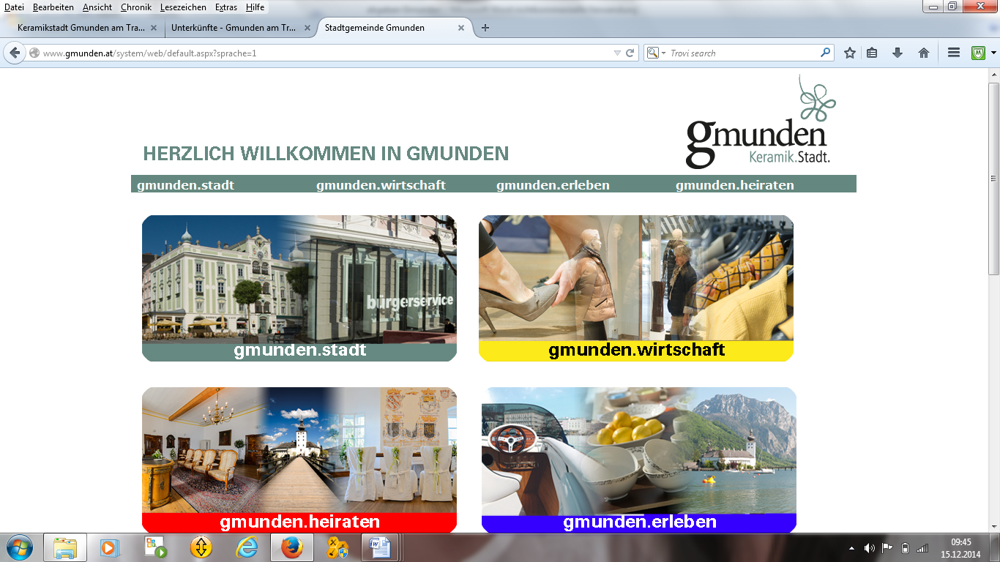 Datei Bearbeiten Ansicht Chronik Lesezeichen Extras Hilfe
Keramikstadt Gmunden am Tra... Unterkünfte - Gmunden am Tr... Stadtgemeinde Gmunden
www.gmunden.at/system/web/default.aspx?sprache=1 Trovi search
gmunden
Keramik.Stadt.
HERZLICH WILLKOMMEN IN GMUNDEN
gmunden.stadt gmunden.wirtschaft gmunden.erleben gmunden.heiraten
bürgerservice
gmunden.stadt gmunden.wirtschaft
gmunden.heiraten gmunden.erleben
09:45
15.12.2014